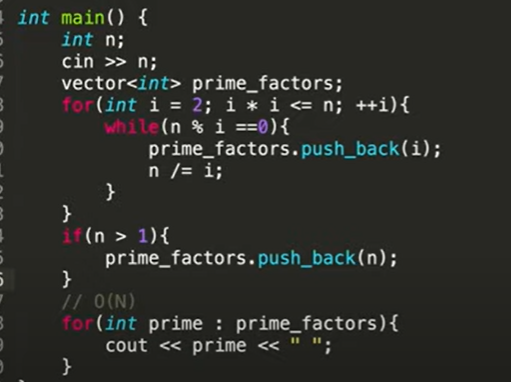 int main() {
    int n;
    cin >> n;
    vector<int> prime_factors;
    for(int i = 2; i * i <= n; ++i){
        while(n % i ==0){
            prime_factors.push_back(i);
            n /= i;
        }
    }
    if(n > 1){
        prime_factors.push_back(n);
    }
    // O(N)
    for(int prime : prime_factors){
        cout << prime << " ";
    }